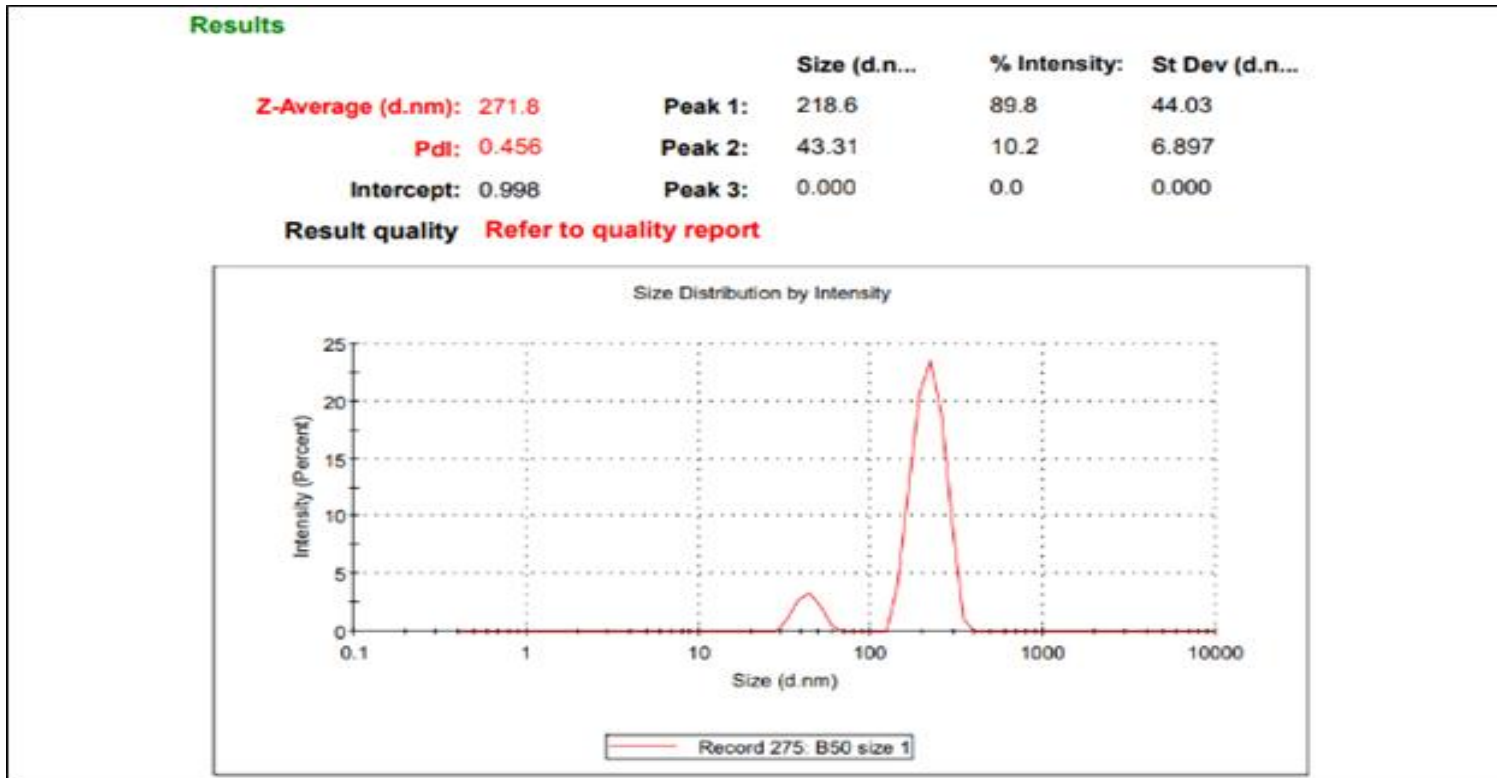 Results
Size (d.n... % Intensity: St Dev (d.n...
Z-Average (d.nm): 271.8 Peak 1: 218.6 89.8 44.03
PdI: 0.456 Peak 2: 43.31 10.2 6.897
Intercept: 0.998 Peak 3: 0.000 0.0 0.000
Result quality Refer to quality report
Size Distribution by Intensity
Intensity (Percent)
25
20
15
10
5
0
0.1 1 10 100 1000 10000
Size (d.nm)
Record 275: B50 size 1